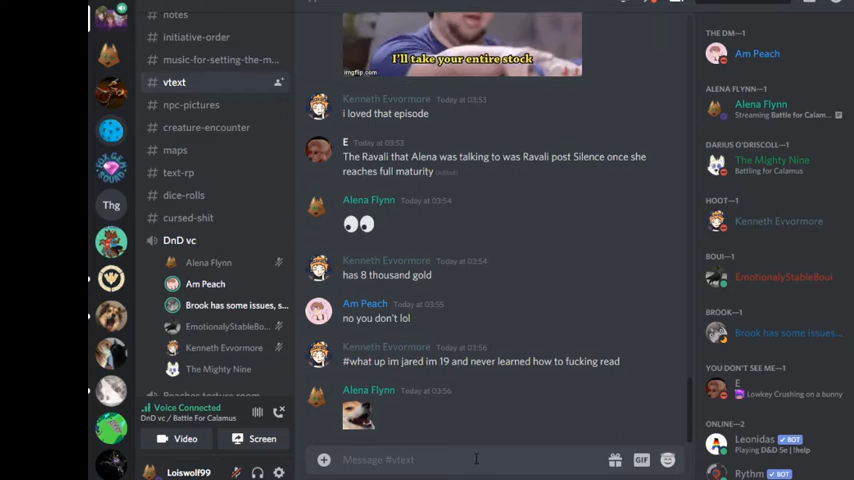 notes
initiative-order
music-for-setting-the-m...
vtext
npc-pictures
creature-encounter
maps
text-rp
dice-rolls
cursed-shit
DnD vc
Alena Flynn
Am Peach
Brook has some issues, s...
EmotionalyStableBo...
Kenneth Evvormore
The Mighty Nine
Thg
Voice Connected
DnD vc / Battle For Calamus
Video
Screen
Loiswolf99
I'll take your entire stock
imgflip.com
Kenneth Evvormore Today at 03:53
i loved that episode
E Today at 03:53
The Ravali that Alena was talking to was Ravali post Silence once she
reaches full maturity (edited)
Alena Flynn Today at 03:54
Kenneth Evvormore Today at 03:54
has 8 thousand gold
Am Peach Today at 03:55
no you don't lol
Kenneth Evvormore Today at 03:56
#what up im jared im 19 and never learned how to fucking read
Alena Flynn Today at 03:56
Message #vtext
GIF
THE DM—1
Am Peach
ALENA FLYNN—1
Alena Flynn
Streaming Battle for Calam...
DARIUS O'DRISCOLL—1
The Mighty Nine
Battling for Calamus
HOOT—1
Kenneth Evvormore
BOUI—1
EmotionalyStableBoui
BROOK—1
Brook has some issues...
YOU DON'T SEE ME—1
E
Lowkey Crushing on a bunny
ONLINE—2
Leonidas BOT
Playing D&D 5e | !help
Rythm BOT